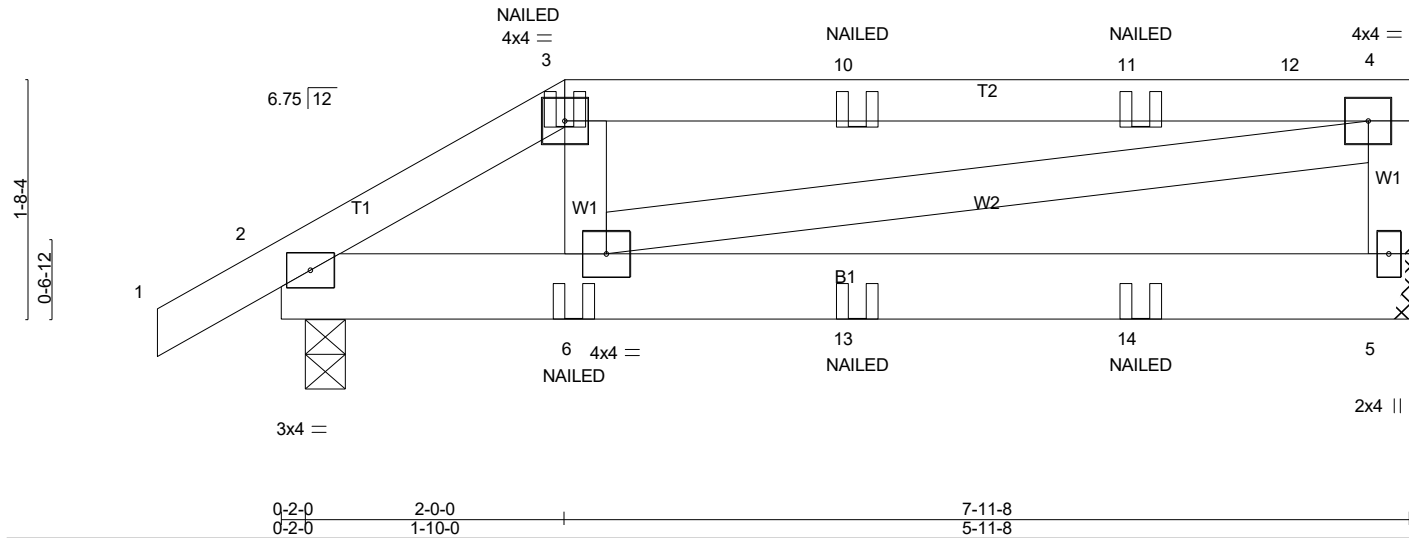 NAILED
4x4 =
3
NAILED
10
NAILED
11
12
4x4 =
4
6.75 12
T2
1-8-4
0-6-12
T1
2
1
W1
W2
W1
B1
6
4x4 =
NAILED
13
NAILED
14
NAILED
5
2x4 ||
3x4 =
0-2-0
2-0-0
7-11-8
0-2-0
1-10-0
5-11-8